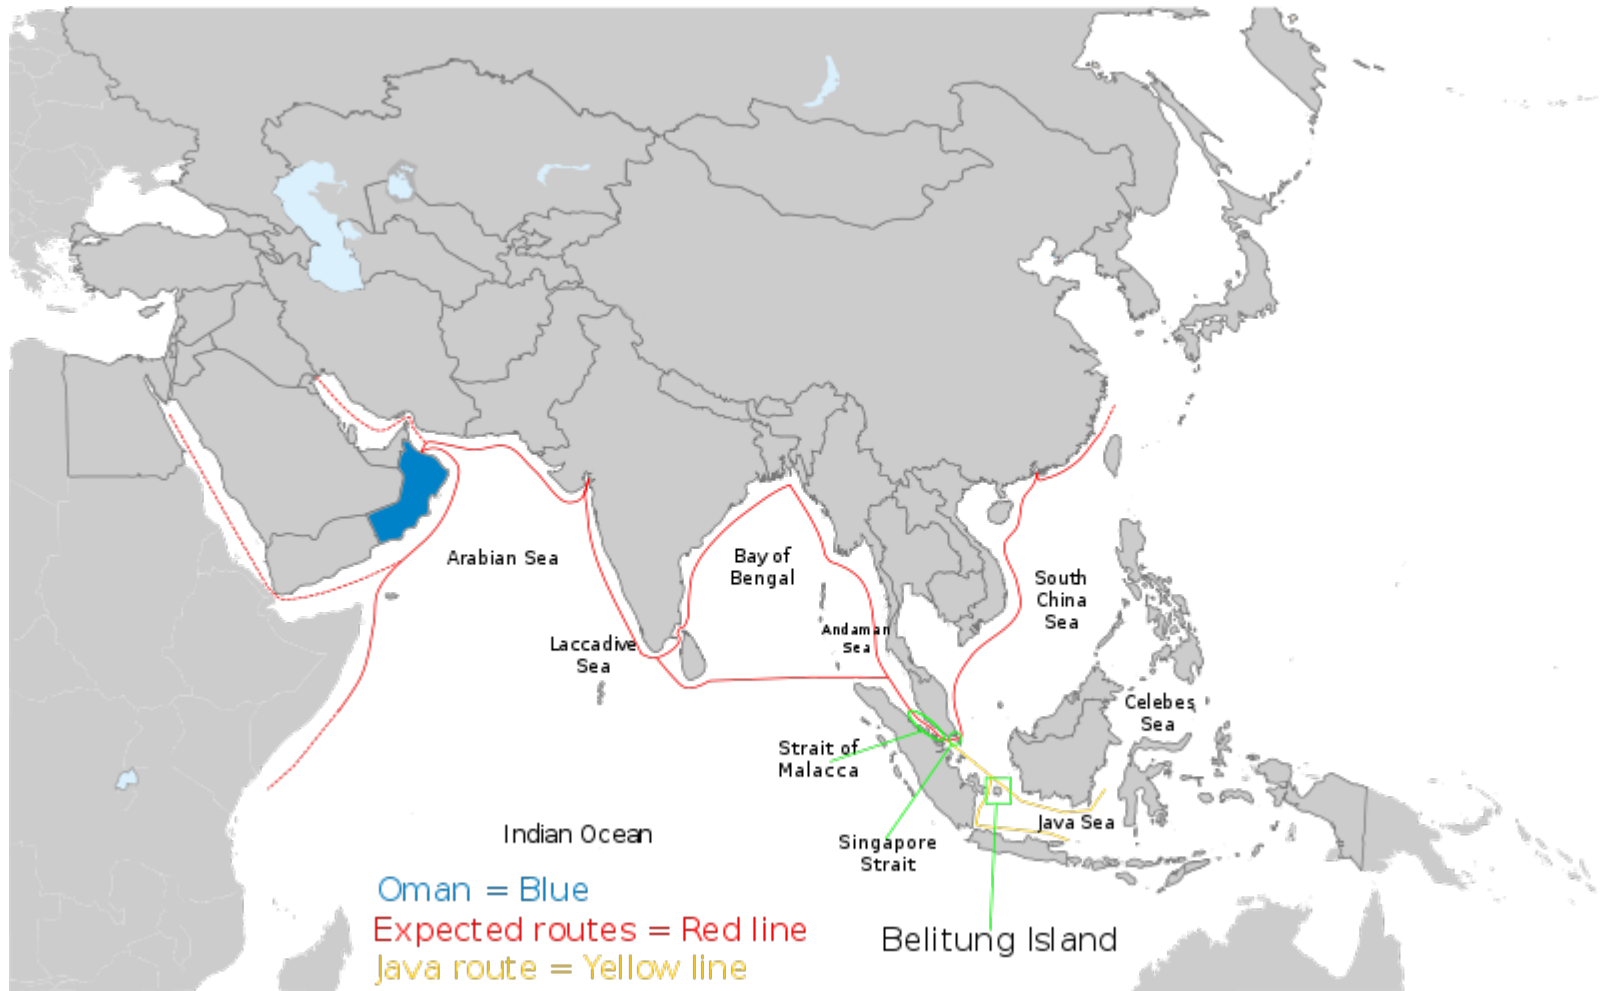 Arabian Sea
Bay of
Bengal
South
China
Sea
Andaman
Sea
Laccadive
Sea
Celebes
Sea
Strait of
Malacca
Java Sea
Singapore
Strait
Indian Ocean
Belitung Island
Oman = Blue
Expected routes = Red line
Java route = Yellow line